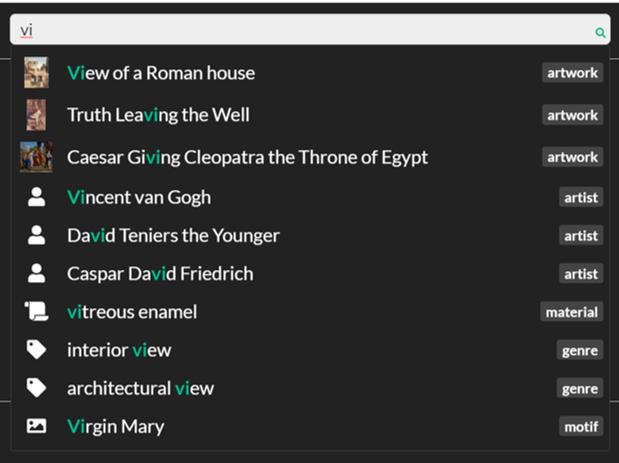 vi
View of a Roman house artwork
Truth Leaving the Well artwork
Caesar Giving Cleopatra the Throne of Egypt artwork
Vincent van Gogh artist
David Teniers the Younger artist
Caspar David Friedrich artist
vitreous enamel material
interior view genre
architectural view genre
Virgin Mary motif